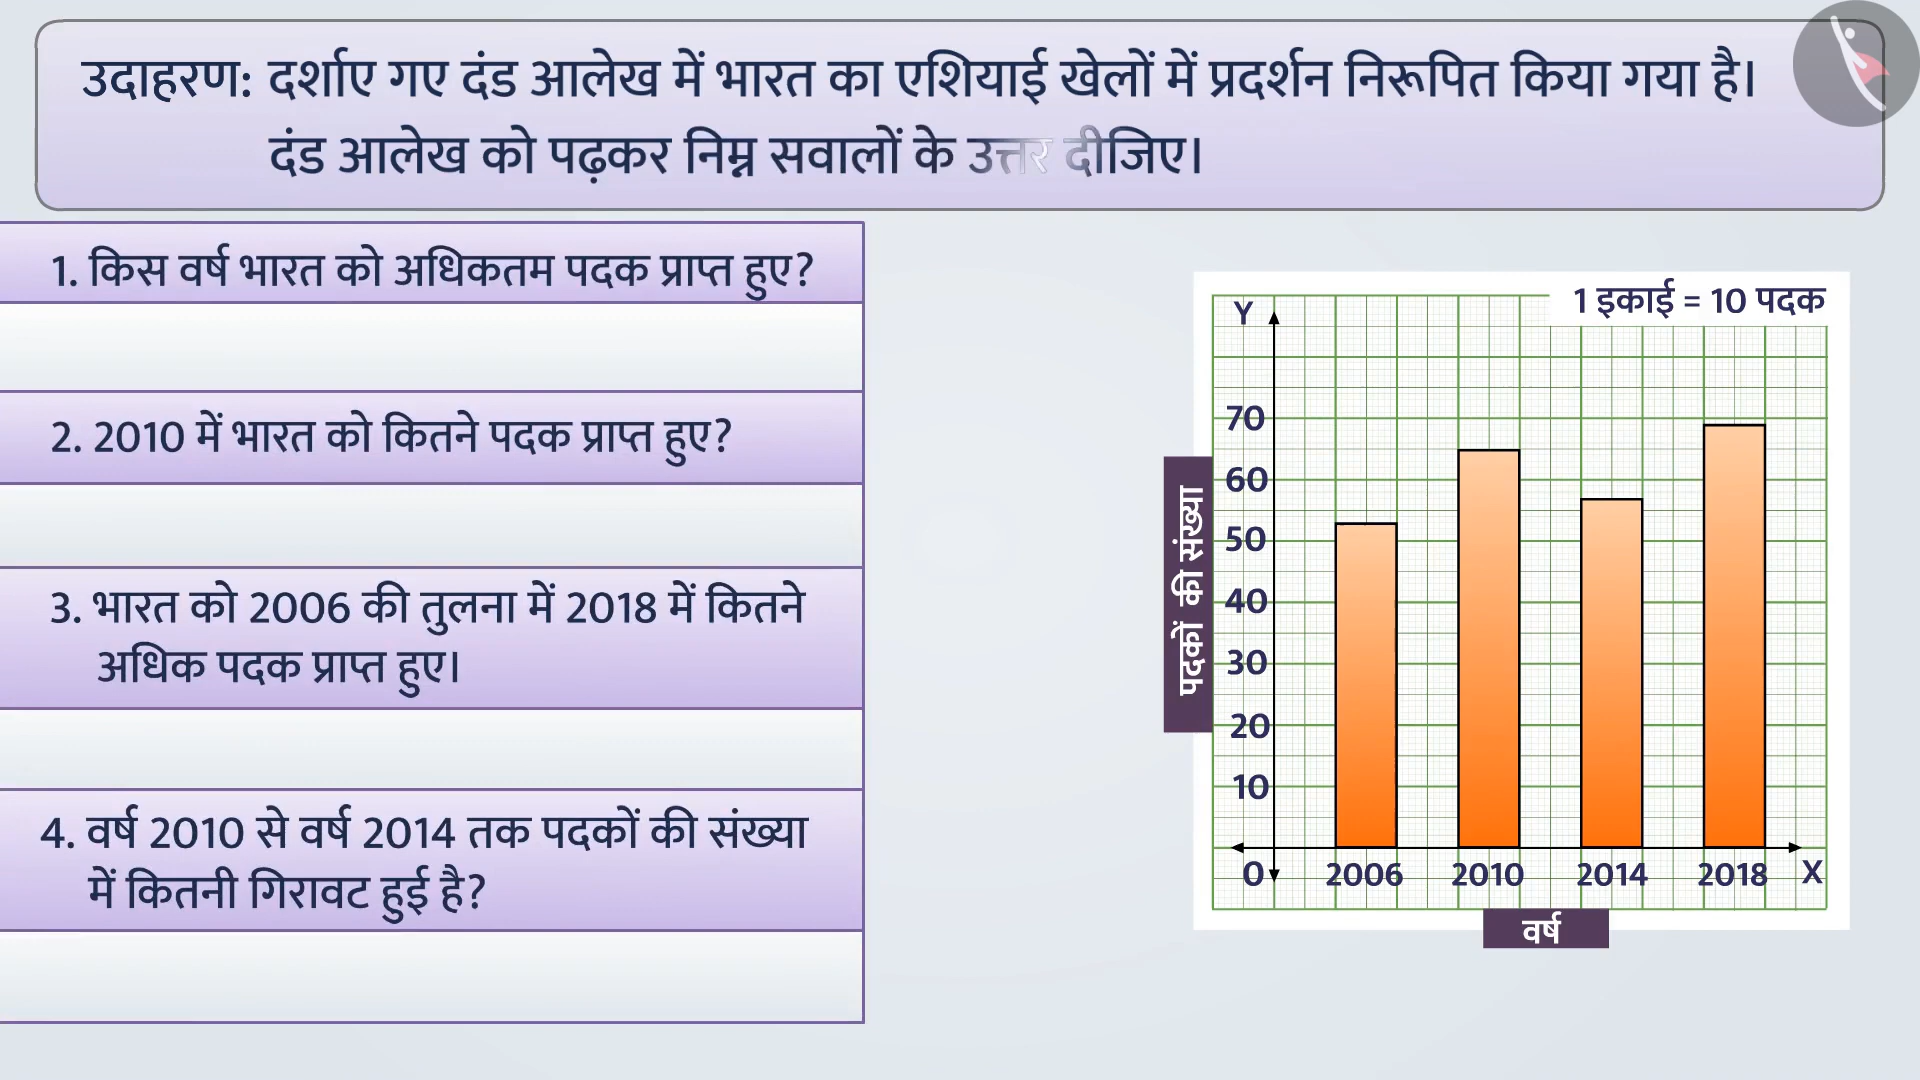 उदाहरण: दर्शाए गए दंड आलेख में भारत का एशियाई खेलों में प्रदर्शन निरूपित किया गया है।
दंड आलेख को पढ़कर निम्न सवालों के उत्तर दीजिए।
1. किस वर्ष भारत को अधिकतम पदक प्राप्त हुए?
2. 2010 में भारत को कितने पदक प्राप्त हुए?
3. भारत को 2006 की तुलना में 2018 में कितने
अधिक पदक प्राप्त हुए।
4. वर्ष 2010 से वर्ष 2014 तक पदकों की संख्या
में कितनी गिरावट हुई है?
1 इकाई = 10 पदक
Y
70
60
50
40
30
20
10
0
2006 2010 2014 2018 X
पदकों की संख्या
वर्ष